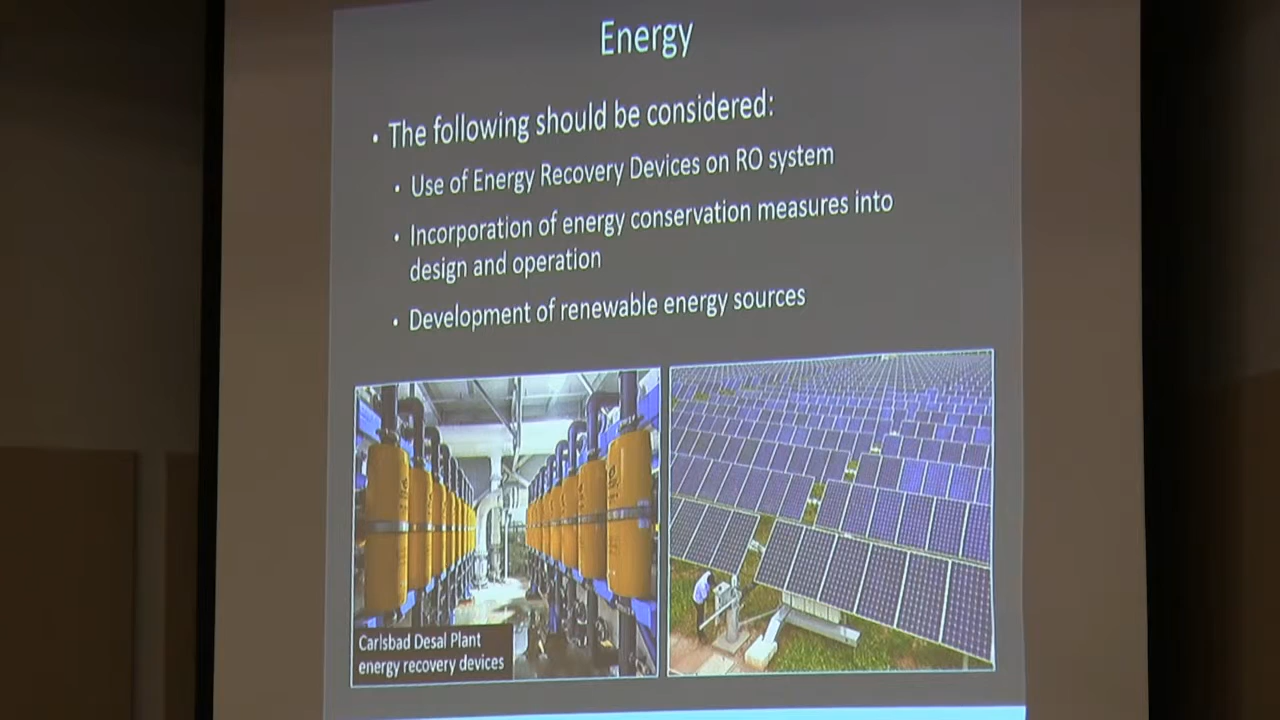 Energy
• The following should be considered:
• Use of Energy Recovery Devices on RO system
• Incorporation of energy conservation measures into
design and operation
• Development of renewable energy sources
Carlsbad Desal Plant
energy recovery devices